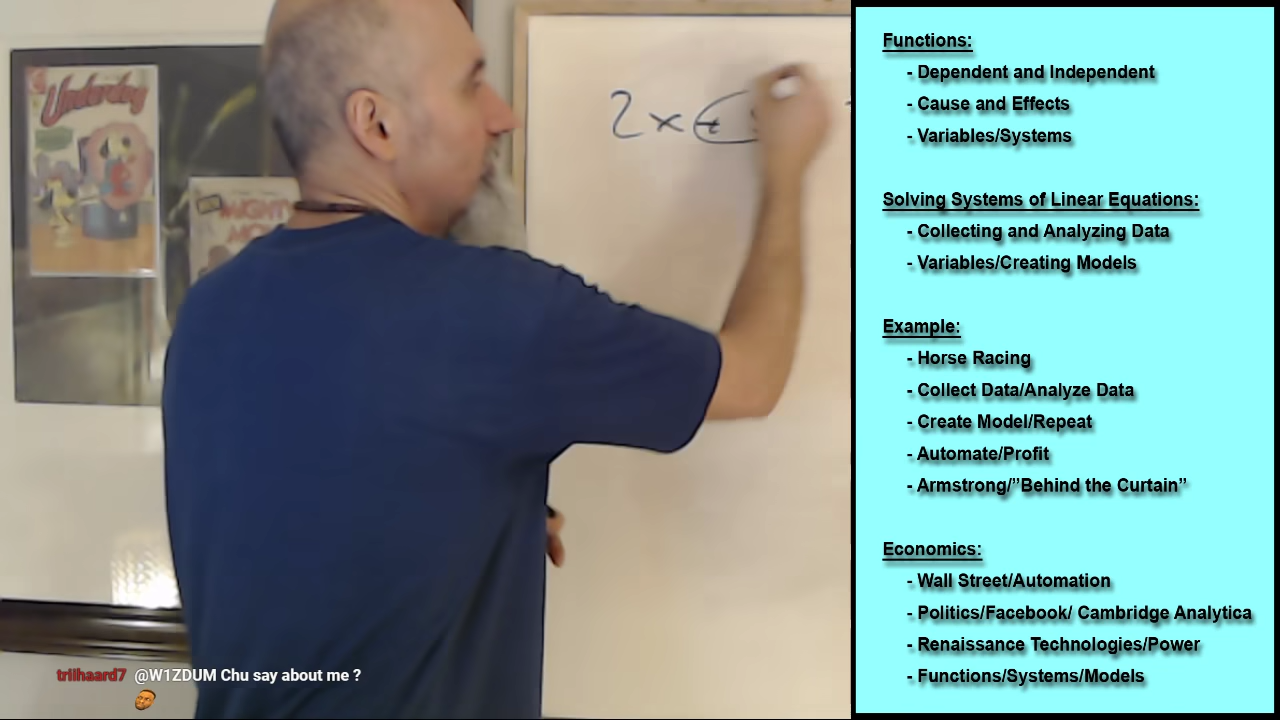 Underdog
MIGHTY
2x +
Functions:
- Dependent and Independent
- Cause and Effects
- Variables/Systems
Solving Systems of Linear Equations:
- Collecting and Analyzing Data
- Variables/Creating Models
Example:
- Horse Racing
- Collect Data/Analyze Data
- Create Model/Repeat
- Automate/Profit
- Armstrong/”Behind the Curtain”
Economics:
- Wall Street/Automation
- Politics/Facebook/ Cambridge Analytica
- Renaissance Technologies/Power
- Functions/Systems/Models
trilhaard7 @W1ZDUM Chu say about me ?